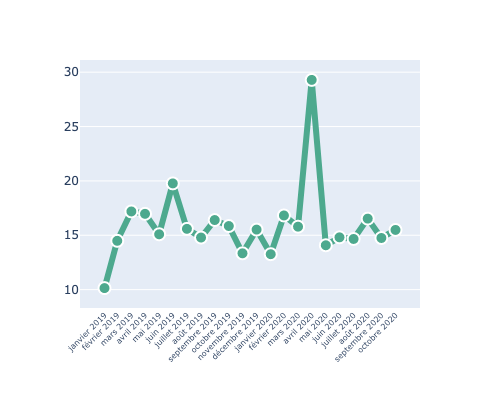 30
25
20
15
10
janvier 2019
février 2019
mars 2019
avril 2019
mai 2019
juin 2019
juillet 2019
août 2019
septembre 2019
octobre 2019
novembre 2019
décembre 2019
janvier 2020
février 2020
mars 2020
avril 2020
mai 2020
juin 2020
juillet 2020
août 2020
septembre 2020
octobre 2020